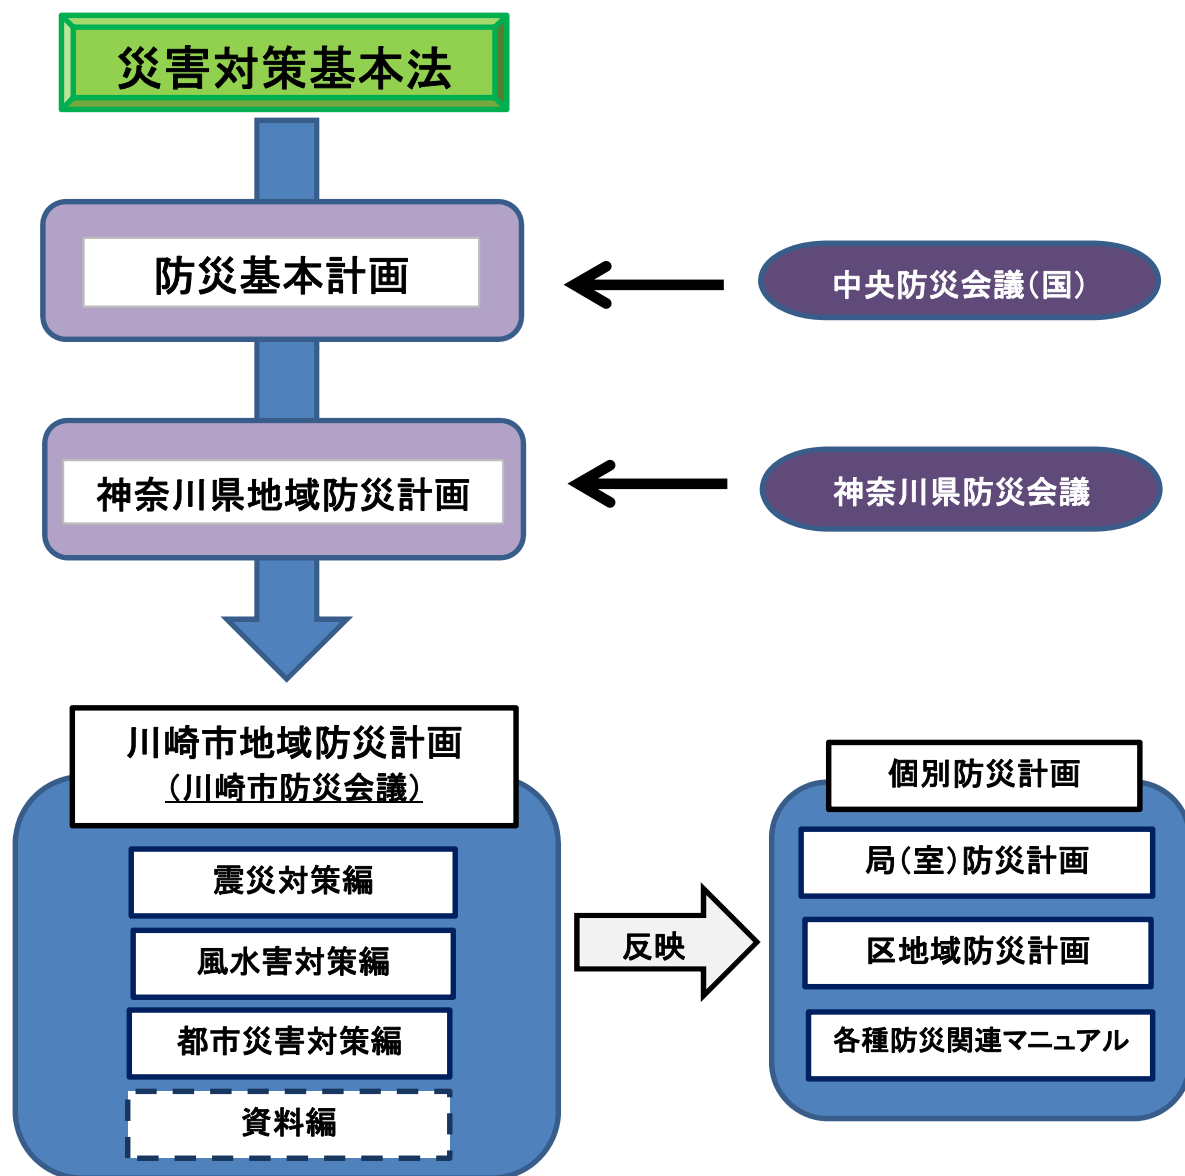 災害対策基本法
防災基本計画
中央防災会議(国)
神奈川県地域防災計画
神奈川県防災会議
川崎市地域防災計画
(川崎市防災会議)
震災対策編
風水害対策編
都市災害対策編
資料編
反映
個別防災計画
局(室)防災計画
区地域防災計画
各種防災関連マニュアル